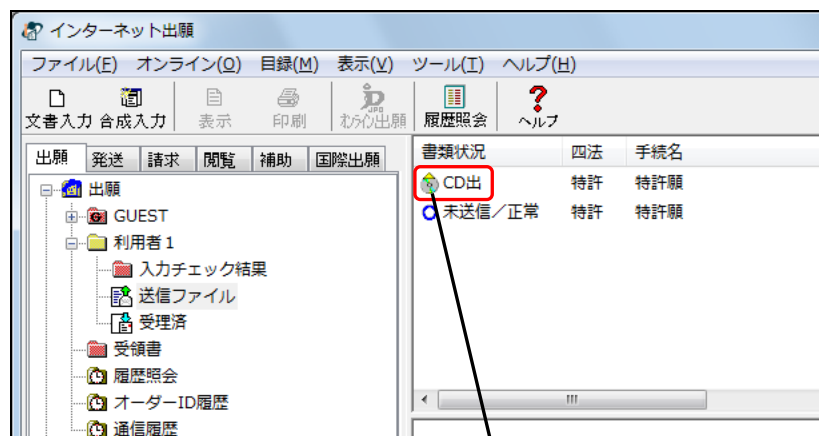 インターネット出願
ファイル(F) オンライン(O) 目録(M) 表示(V) ツール(T) ヘルプ(H)
文書入力 合成入力 表示 印刷 オンライン出願 履歴照会 ヘルプ
出願 発送 請求 閲覧 補助 国際出願
書類状況 四法 手続名
CD出 特許 特許願
未送信/正常 特許 特許願
出願
GUEST
利用者1
入力チェック結果
送信ファイル
受理済
受領書
履歴照会
オーダーID履歴
通信履歴